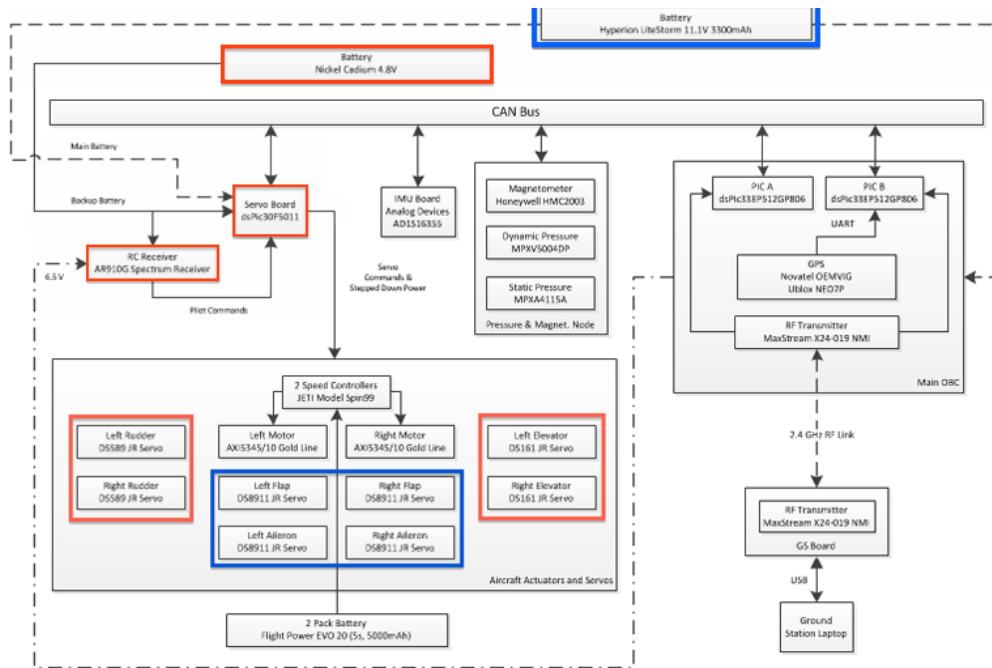 Battery
Hyperion LiteStorm 11.1V 3300mAh
Battery
Nickel Cadium 4.8V
CAN Bus
Main Battery
Backup Battery
Servo Board
dsPic30F5011
IMU Board
Analog Devices
AD1S16355
Magnetometer
Honeywell HMC2003
Dynamic Pressure
MPXV5004DP
Static Pressure
MPXA4115A
Pressure & Magnet. Node
PIC A
dsPic33EP512GP806
PIC B
dsPic33EP512GP806
UART
GPS
Novatel OEMVIG
Ublox NEO7P
RF Transmitter
MaxStream X24-019 NMI
Main OBC
6.5 V
RC Receiver
AR910G Spectrum Receiver
Pilot Commands
Servo
Commands &
Stepped Down Power
2 Speed Controllers
JETI Model Spin99
Left Motor
AXI5345/10 Gold Line
Right Motor
AXI5345/10 Gold Line
Left Rudder
DS589 JR Servo
Right Rudder
DS589 JR Servo
Left Flap
DS8911 JR Servo
Right Flap
DS8911 JR Servo
Left Aileron
DS8911 JR Servo
Right Aileron
DS8911 JR Servo
Left Elevator
DS161 JR Servo
Right Elevator
DS161 JR Servo
Aircraft Actuators and Servos
2 Pack Battery
Flight Power EVO 20 (5s, 5000mAh)
2.4 GHz RF Link
RF Transmitter
MaxStream X24-019 NMI
GS Board
USB
Ground
Station Laptop